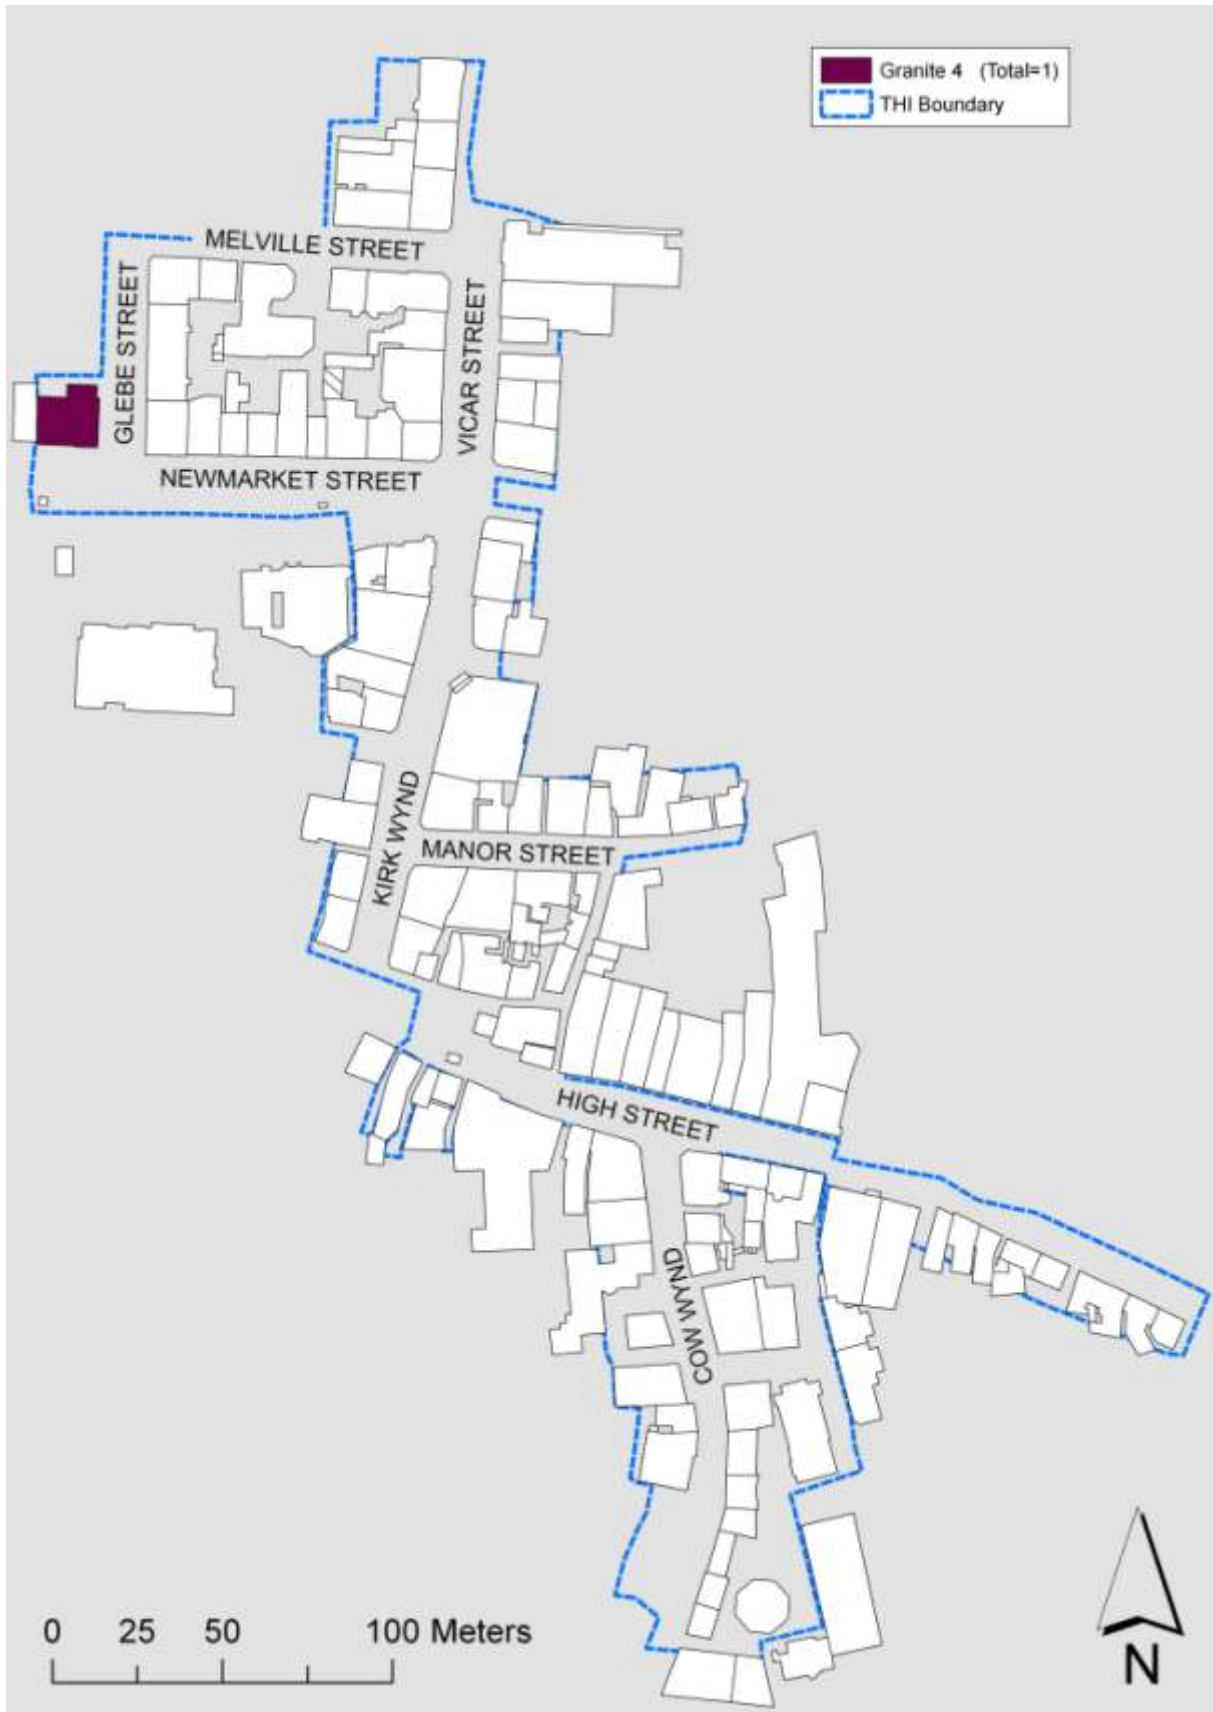 Granite 4 (Total=1)
THI Boundary
MELVILLE STREET
GLEBE STREET
VICAR STREET
NEWMARKET STREET
KIRK WYND
MANOR STREET
HIGH STREET
COW WYND
0 25 50 100 Meters
N